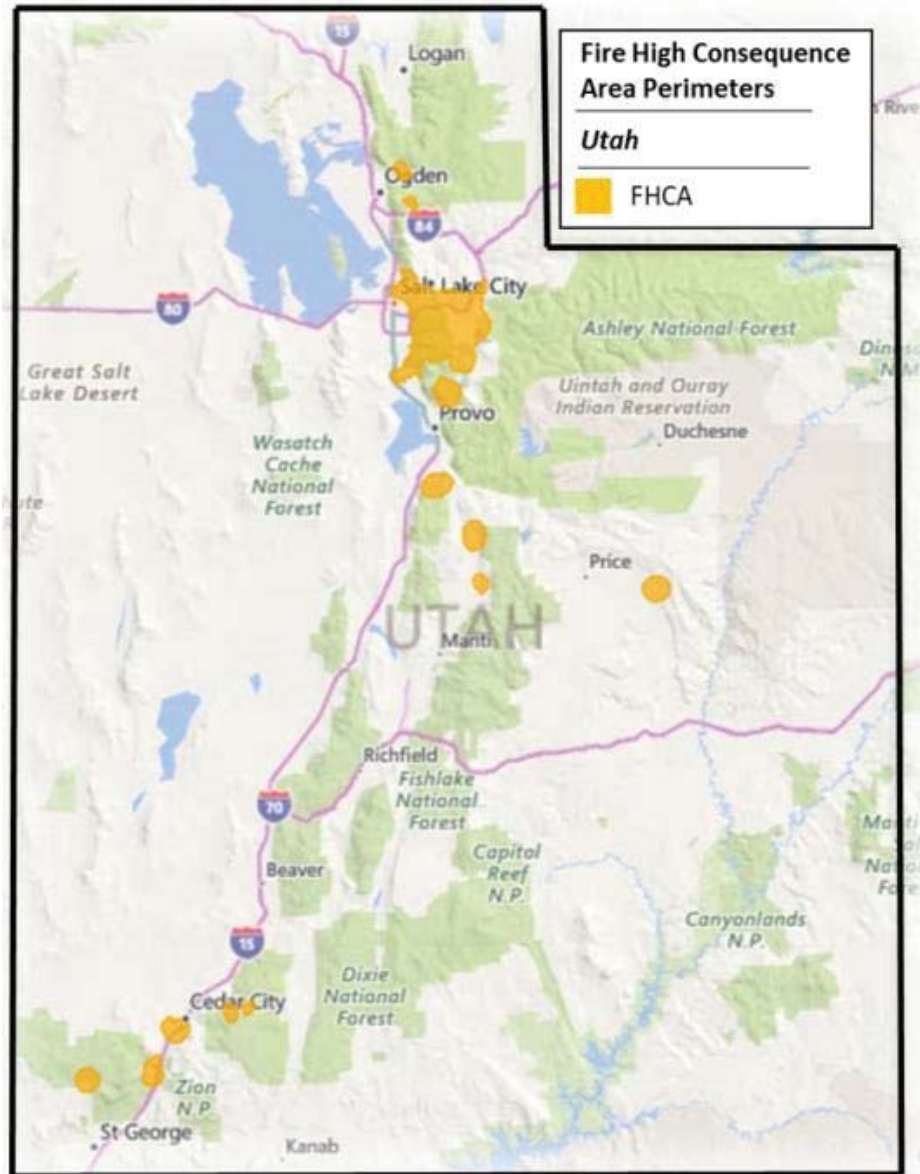 Fire High Consequence
Area Perimeters
Utah
FHCA
15
Logan
Ogden
84
Salt Lake City
80
Ashley National Forest
Great Salt
Lake Desert
Uintah and Ouray
Indian Reservation
Provo
Duchesne
Wasatch
Cache
National
Forest
Price
UTAH
Manti
Richfield
Fishlake
National
Forest
70
Capital
Reef
N.P.
Beaver
Canyonlands
N.P.
15
Dixie
National
Forest
Cedar City
Zion
N.P.
St George
Kanab